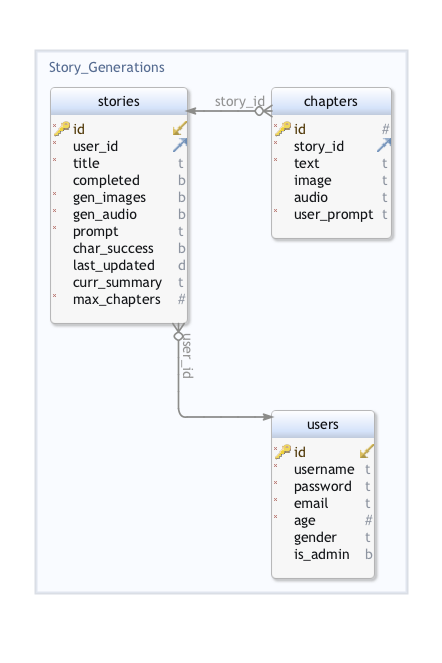 Story_Generations
stories
id
user_id
title t
completed b
gen_images b
gen_audio b
prompt t
char_success b
last_updated d
curr_summary t
max_chapters #
story_id
chapters
id #
story_id
text t
image t
audio t
user_prompt t
user_id
users
id
username t
password t
email t
age #
gender t
is_admin b